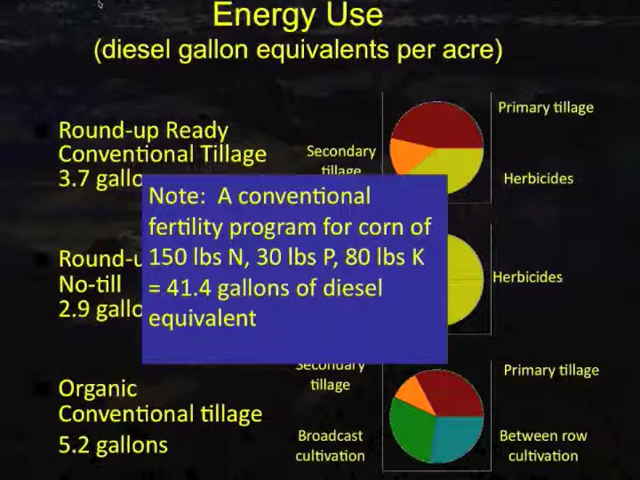 Energy Use
(diesel gallon equivalents per acre)
Round-up Ready
Conventional Tillage
3.7
Primary tillage
Secondary
tillage
Herbicides
Note: A conventional
fertility program for corn of
150 lbs N, 30 lbs P, 80 lbs K
= 41.4 gallons of diesel
equivalent
No-till
2.9
Herbicides
Organic
Conventional tillage
5.2 gallons
Secondary
tillage
Primary tillage
Broadcast
cultivation
Between row
cultivation